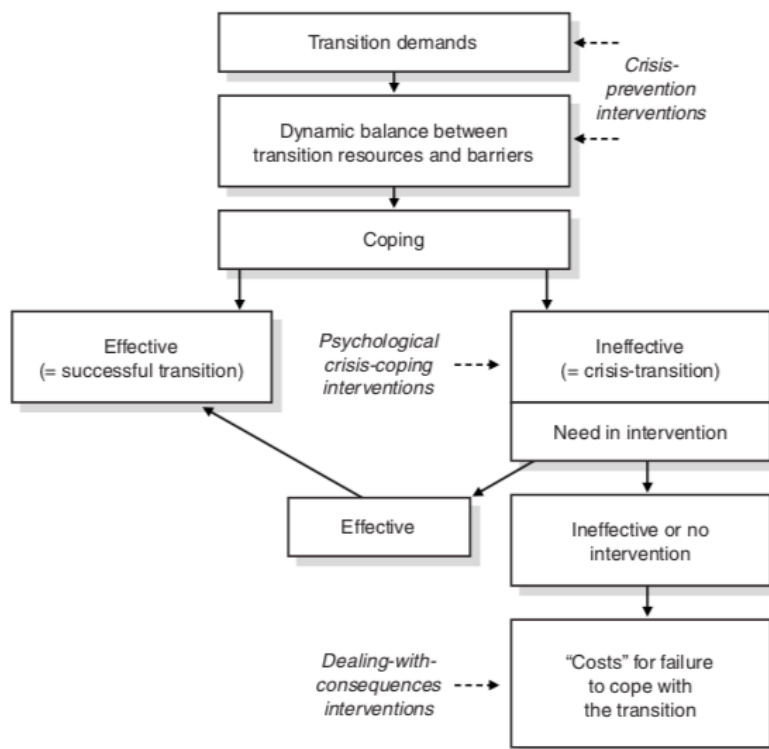 Transition demands
Crisis-
prevention
interventions
Dynamic balance between
transition resources and barriers
Coping
Effective
(= successful transition)
Psychological
crisis-coping
interventions
Ineffective
(= crisis-transition)
Need in intervention
Effective
Ineffective or no
intervention
Dealing-with-
consequences
interventions
“Costs” for failure
to cope with
the transition